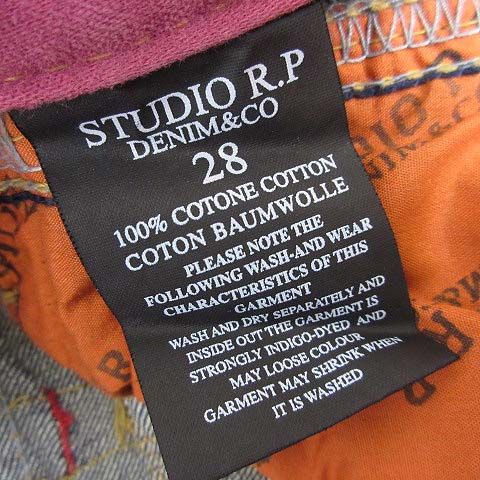 STUDIO R.P
DENIM&CO
28
100% COTONE COTTON
COTON BAUMWOLLE
PLEASE NOTE THE
FOLLOWING WASH-AND WEAR
CHARACTERISTICS OF THIS
GARMENT
WASH AND DRY SEPARATELY AND
INSIDE OUT THE GARMENT IS
STRONGLY INDIGO-DYED AND
MAY LOOSE COLOUR
GARMENT MAY SHRINK WHEN
IT IS WASHED